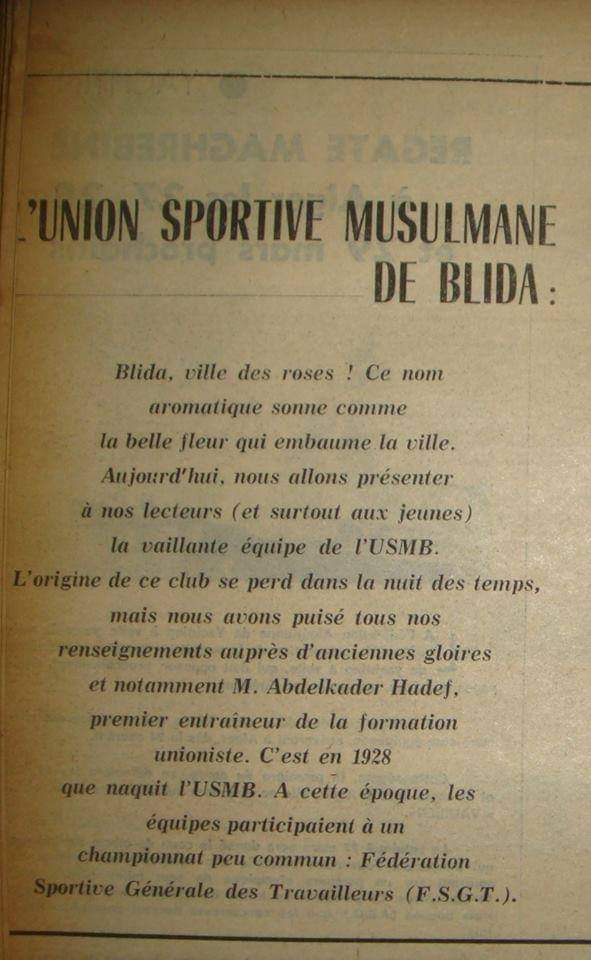 L'UNION SPORTIVE MUSULMANE
DE BLIDA :
Blida, ville des roses ! Ce nom
aromatique sonne comme
la belle fleur qui embaume la ville.
Aujourd'hui, nous allons présenter
à nos lecteurs (et surtout aux jeunes)
la vaillante équipe de l'USMB.
L'origine de ce club se perd dans la nuit des temps,
mais nous avons puisé tous nos
renseignements auprès d'anciennes gloires
et notamment M. Abdelkader Hadef,
premier entraîneur de la formation
unioniste. C'est en 1928
que naquit l'USMB. A cette époque, les
équipes participaient à un
championnat peu commun : Fédération
Sportive Générale des Travailleurs (F.S.G.T.).